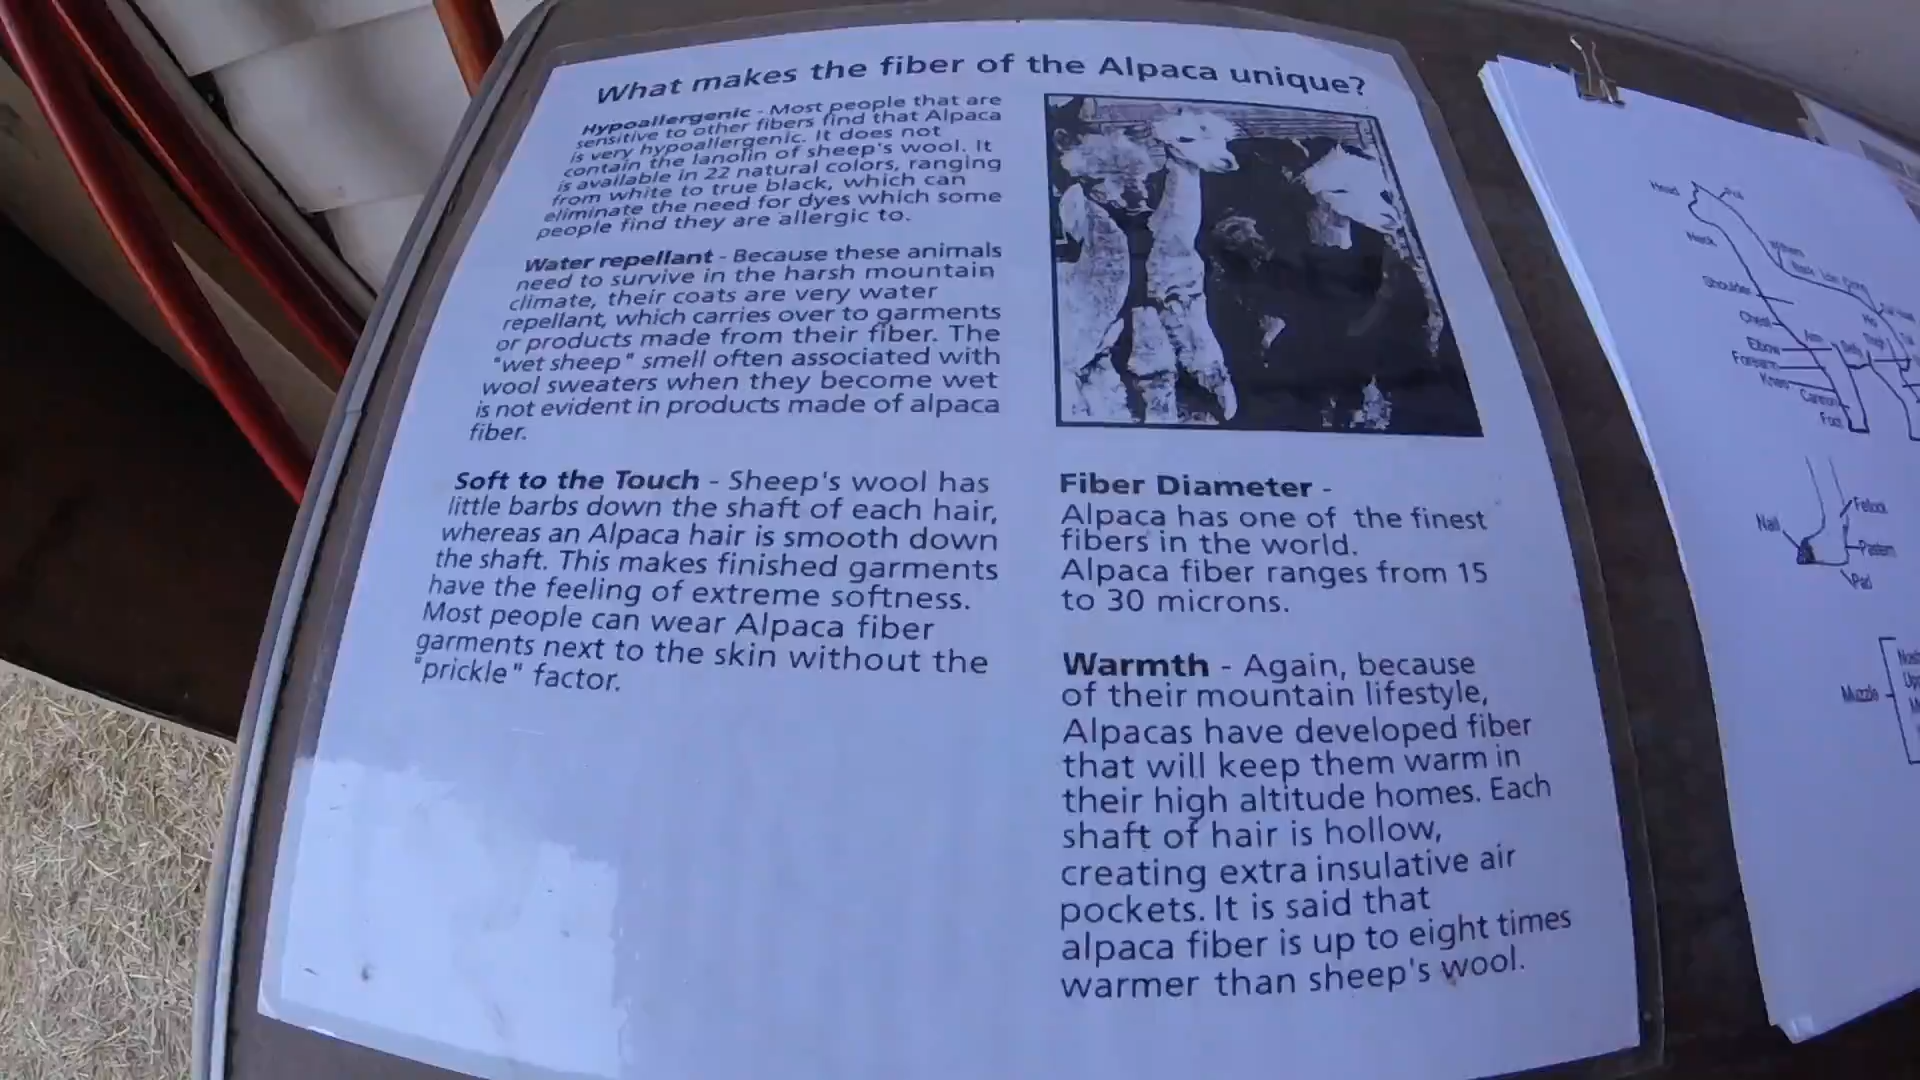 What makes the fiber of the Alpaca unique?
Hypoallergenic - Most people that are
sensitive to other fibers find that Alpaca
is very hypoallergenic. It does not
contain the lanolin of sheep's wool. It
is available in 22 natural colors, ranging
from white to true black, which can
eliminate the need for dyes which some
people find they are allergic to.
Water repellant - Because these animals
need to survive in the harsh mountain
climate, their coats are very water
repellant, which carries over to garments
or products made from their fiber. The
"wet sheep" smell often associated with
wool sweaters when they become wet
is not evident in products made of alpaca
fiber.
Soft to the Touch - Sheep's wool has
little barbs down the shaft of each hair,
whereas an Alpaca hair is smooth down
the shaft. This makes finished garments
have the feeling of extreme softness.
Most people can wear Alpaca fiber
garments next to the skin without the
"prickle" factor.
Fiber Diameter -
Alpaca has one of the finest
fibers in the world.
Alpaca fiber ranges from 15
to 30 microns.
Warmth - Again, because
of their mountain lifestyle,
Alpacas have developed fiber
that will keep them warm in
their high altitude homes. Each
shaft of hair is hollow,
creating extra insulative air
pockets. It is said that
alpaca fiber is up to eight times
warmer than sheep's wool.
Head
Neck
Shoulder
Chest
Elbow
Forearm
Knee
Cannon
Foot
Nail
Fetlock
Pastern
Pad
Muzzle